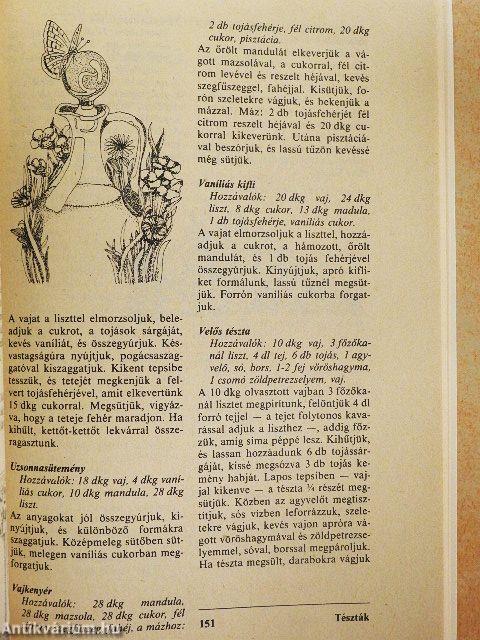 A vajat a liszttel elmorzsoljuk, bele-
adjuk a cukrot, a tojások sárgáját,
kevés vaníliát, és összegyúrjuk. Kés-
vastagságúra nyújtjuk, pogácsaszag-
gatóval kiszaggatjuk. Kikent tepsibe
tesszük, és tetejét megkenjük a fel-
vert tojásfehérjével, amit elkevertünk
15 dkg cukorral. Megsütjük, vigyáz-
va, hogy a teteje fehér maradjon. Ha
kihűlt, kettőt-kettőt lekvárral össze-
ragasztunk.
Uzsonnasütemény
Hozzávalók: 18 dkg vaj, 4 dkg vaní-
liás cukor, 10 dkg mandula, 28 dkg
liszt.
Az anyagokat jól összegyúrjuk, ki-
nyújtjuk, és különböző formákra
szaggatjuk. Középmeleg sütőben süt-
jük, melegen vaníliás cukorban meg-
forgatjuk.
Vajkenyér
Hozzávalók: 28 dkg mandula,
28 dkg mazsola, 28 dkg cukor, fél
héj, a mázhoz:
2 db tojásfehérje, fél citrom, 20 dkg
cukor, pisztácia.
Az őrölt mandulát elkeverjük a vá-
gott mazsolával, a cukorral, fél cit-
rom levével és reszelt héjával, kevés
szegfűszeggel, fahéjjal. Kisütjük, fo-
rón szeletekre vágjuk, és bekenjük a
mázzal. Máz: 2 db tojásfehérjét fél
citrom reszelt héjával és 20 dkg cu-
korral kikeverünk. Utána pisztáciá-
val beszórjuk, és lassú tűzön kevéssé
még sütjük.
Vaníliás kifli
Hozzávalók: 20 dkg vaj, 24 dkg
liszt, 8 dkg cukor, 13 dkg madula,
1 db tojásfehérje, vaníliás cukor.
A vajat elmorzsoljuk a liszttel, hozzá-
adjuk a cukrot, a hámozott, őrölt
mandulát, és 1 db tojás fehérjével
összegyúrjuk. Kinyújtjuk, apró kifli-
ket formálunk, lassú tűznél megsüt-
jük. Forrón vaníliás cukorba forgat-
juk.
Velős tészta
Hozzávalók: 10 dkg vaj, 3 főzőka-
nál liszt, 4 dl tej, 6 db tojás, 1 agy-
velő, só, bors, 1-2 fej vöröshagyma,
1 csomó zöldpetrezselyem, vaj.
A 10 dkg olvasztott vajban 3 főzőka-
nál lisztet megpirítunk, felöntjük 4 dl
forró tejjel — a tejet folytonos kava-
rással adjuk a liszthez —, addig főz-
zük, amíg sima péppé lesz. Kihűtjük,
és lassan hozzáadunk 6 db tojássár-
gáját, kissé megsózva 3 db tojás ke-
mény habját. Lapos tepsiben — vaj-
jal kikenve — a tészta ¾ részét meg-
sütjük. Közben az agyvelőt megtisz-
títjuk, sós vízben leforrázzuk, szele-
tekre vágjuk, kevés vajon apróra vá-
gott vöröshagymával és zöldpetrezse-
lyemmel, sóval, borssal megpároljuk.
Ha tészta megsült, darabokra vágjuk
151 Tészták
Antikvarium.hu